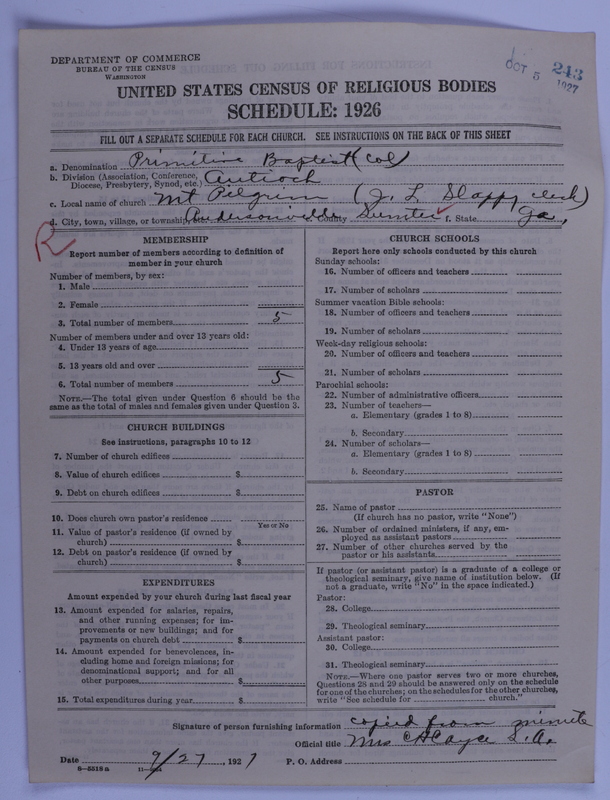 DEPARTMENT OF COMMERCE
BUREAU OF THE CENSUS
WASHINGTON
OCT 5 1927
243
UNITED STATES CENSUS OF RELIGIOUS BODIES
SCHEDULE: 1926
FILL OUT A SEPARATE SCHEDULE FOR EACH CHURCH. SEE INSTRUCTIONS ON THE BACK OF THIS SHEET
a. Denomination Primitive Baptist (Col)
b. Division (Association, Conference, Diocese, Presbytery, Synod, etc.) Antioch
c. Local name of church Mt Pilgrim (J. L. Slappy clerk)
d. City, town, village, or township, etc. Andersonville e. County Sumter f. State Ga,
R
MEMBERSHIP
Report number of members according to definition of
member in your church
Number of members, by sex:
1. Male
2. Female
3. Total number of members 5
Number of members under and over 13 years old:
4. Under 13 years of age
5. 13 years old and over
6. Total number of members 5
NOTE.—The total given under Question 6 should be the
same as the total of males and females given under Question 3.
CHURCH BUILDINGS
See instructions, paragraphs 10 to 12
7. Number of church edifices
8. Value of church edifices $
9. Debt on church edifices $
10. Does church own pastor's residence
Yes or No
11. Value of pastor's residence (if owned by
church) $
12. Debt on pastor's residence (if owned by
church) $
EXPENDITURES
Amount expended by your church during last fiscal year
13. Amount expended for salaries, repairs,
and other running expenses; for im-
provements or new buildings; and for
payments on church debt $
14. Amount expended for benevolences, in-
cluding home and foreign missions; for
denominational support; and for all
other purposes $
15. Total expenditures during year $
CHURCH SCHOOLS
Report here only schools conducted by this church
Sunday schools:
16. Number of officers and teachers
17. Number of scholars
Summer vacation Bible schools:
18. Number of officers and teachers
19. Number of scholars
Week-day religious schools:
20. Number of officers and teachers
21. Number of scholars
Parochial schools:
22. Number of administrative officers
23. Number of teachers—
a. Elementary (grades 1 to 8)
b. Secondary
24. Number of scholars—
a. Elementary (grades 1 to 8)
b. Secondary
PASTOR
25. Name of pastor
(If church has no pastor, write "None")
26. Number of ordained ministers, if any, em-
ployed as assistant pastors
27. Number of other churches served by the
pastor or his assistants
If pastor (or assistant pastor) is a graduate of a college or
theological seminary, give name of institution below. (If
not a graduate, write "No" in the space indicated.)
Pastor:
28. College
29. Theological seminary
Assistant pastor:
30. College
31. Theological seminary
NOTE.—Where one pastor serves two or more churches,
Questions 28 and 29 should be answered only on the schedule
for one of the churches; on the schedules for the other churches,
write "See schedule for church."
Signature of person furnishing information copied from minute
Official title Mrs C H Cayce S. A.
Date 9/27, 1927 P. O. Address
6—5518 a